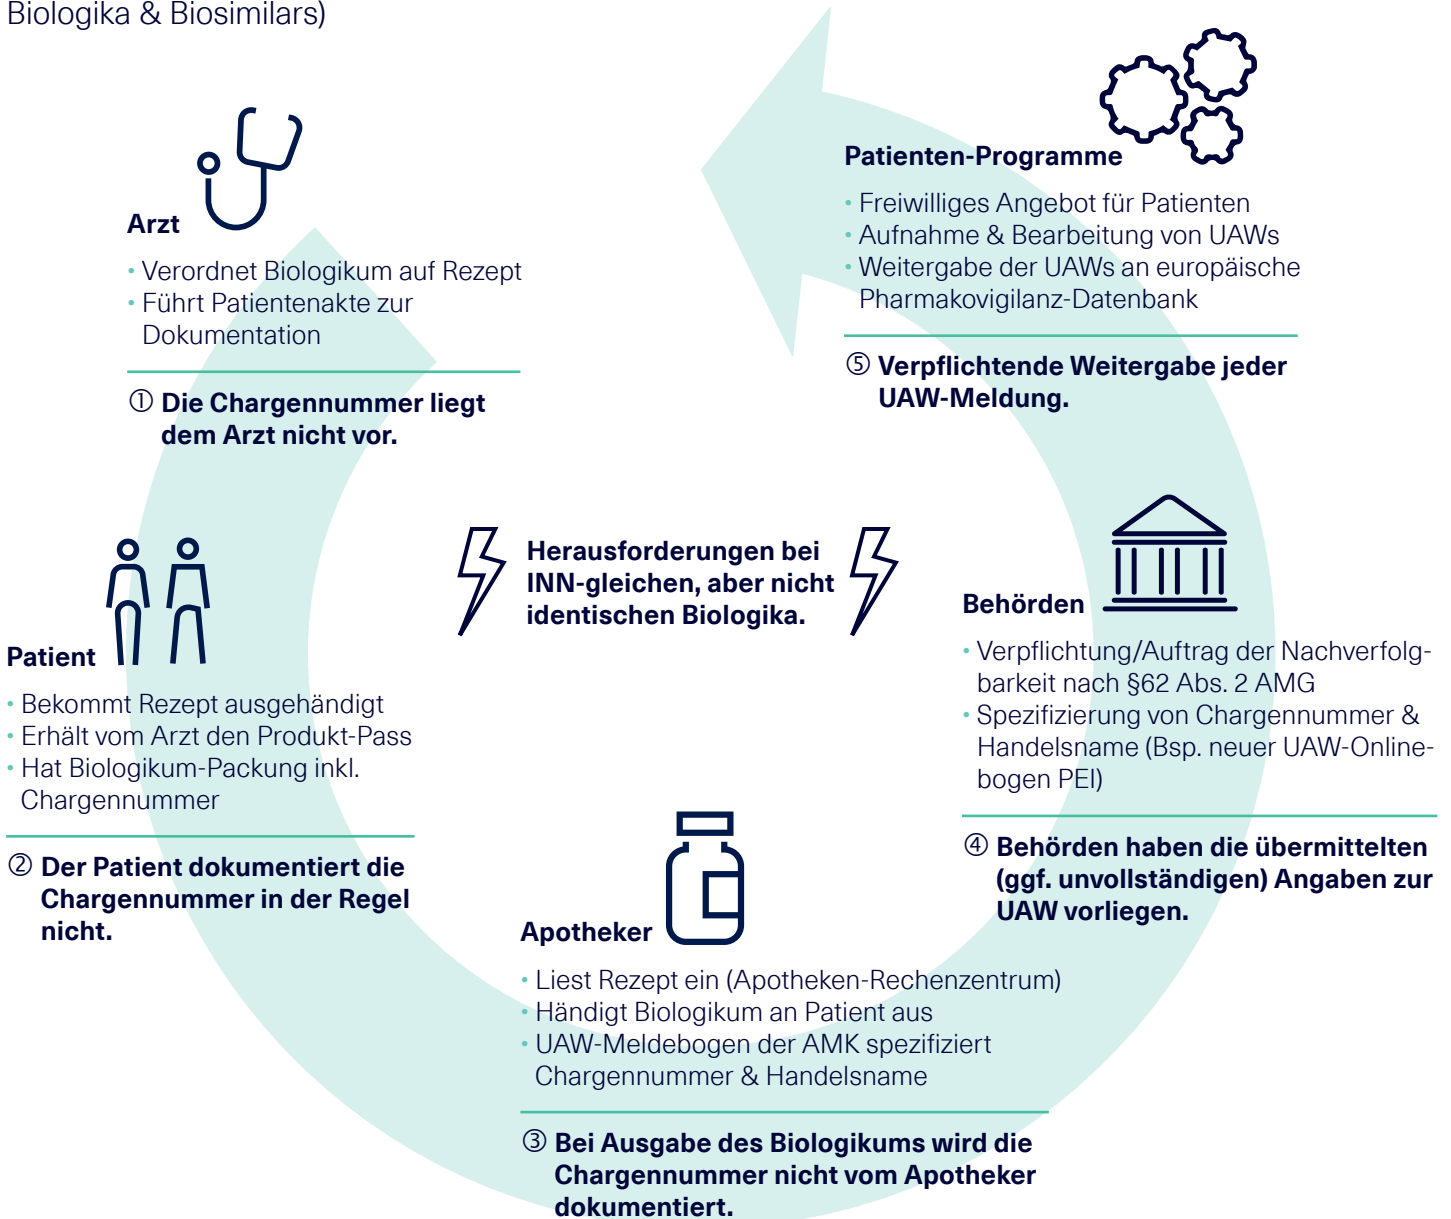 Biologika & Biosimilars)
Arzt
• Verordnet Biologikum auf Rezept
• Führt Patientenakte zur
Dokumentation
① Die Chargennummer liegt
dem Arzt nicht vor.
Patient
• Bekommt Rezept ausgehändigt
• Erhält vom Arzt den Produkt-Pass
• Hat Biologikum-Packung inkl.
Chargennummer
② Der Patient dokumentiert die
Chargennummer in der Regel
nicht.
Apotheker
• Liest Rezept ein (Apotheken-Rechenzentrum)
• Händigt Biologikum an Patient aus
• UAW-Meldebogen der AMK spezifiziert
Chargennummer & Handelsname
③ Bei Ausgabe des Biologikums wird die
Chargennummer nicht vom Apotheker
dokumentiert.
Behörden
• Verpflichtung/Auftrag der Nachverfolg-
barkeit nach §62 Abs. 2 AMG
• Spezifizierung von Chargennummer &
Handelsname (Bsp. neuer UAW-Online-
bogen PEI)
④ Behörden haben die übermittelten
(ggf. unvollständigen) Angaben zur
UAW vorliegen.
Patienten-Programme
• Freiwilliges Angebot für Patienten
• Aufnahme & Bearbeitung von UAWs
• Weitergabe der UAWs an europäische
Pharmakovigilanz-Datenbank
⑤ Verpflichtende Weitergabe jeder
UAW-Meldung.
Herausforderungen bei
INN-gleichen, aber nicht
identischen Biologika.